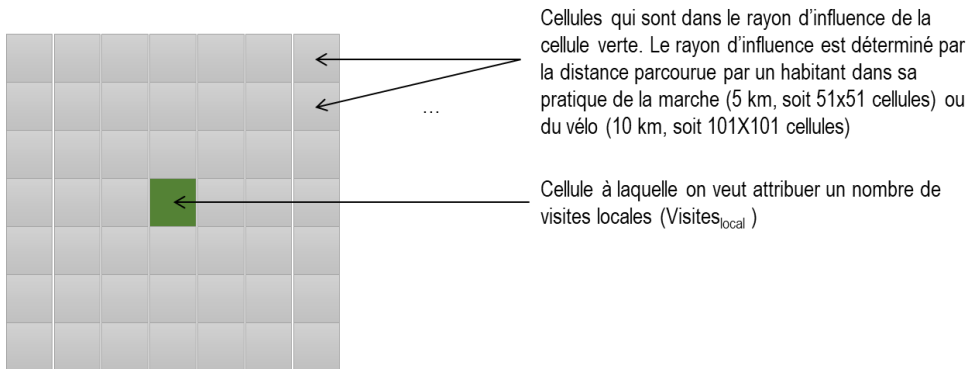 Cellules qui sont dans le rayon d’influence de la
cellule verte. Le rayon d’influence est déterminé par
la distance parcourue par un habitant dans sa
pratique de la marche (5 km, soit 51x51 cellules) ou
du vélo (10 km, soit 101X101 cellules)
…
Cellule à laquelle on veut attribuer un nombre de
visites locales (Visiteslocal )